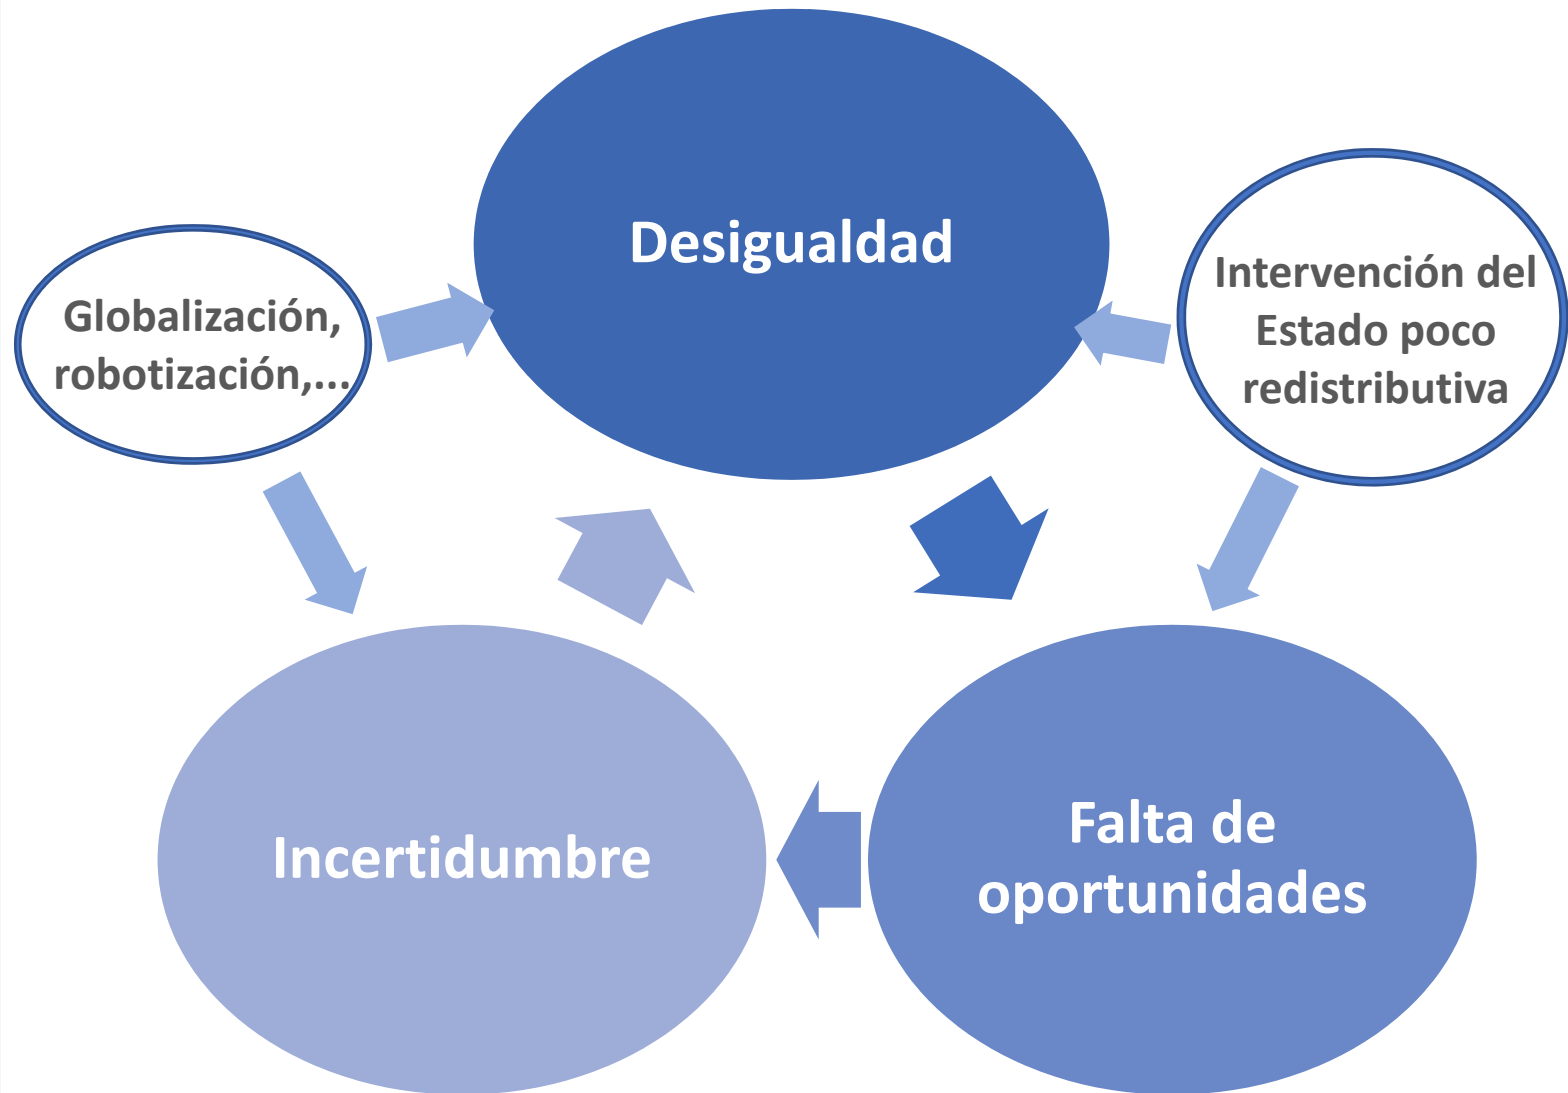 Desigualdad
Globalización,
robotización,...
Intervención del
Estado poco
redistributiva
Incertidumbre
Falta de
oportunidades